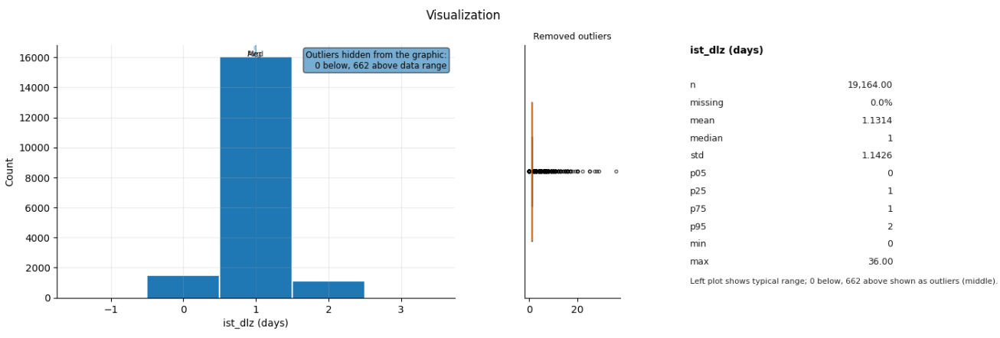 Visualization
16000
14000
12000
10000
8000
6000
4000
2000
0
Count
−1
0
1
2
3
ist_dlz (days)
Med
Outliers hidden from the graphic:
0 below, 662 above data range
Removed outliers
0
20
ist_dlz (days)
n 19,164.00
missing 0.0%
mean 1.1314
median 1
std 1.1426
p05 0
p25 1
p75 1
p95 2
min 0
max 36.00
Left plot shows typical range; 0 below, 662 above shown as outliers (middle).